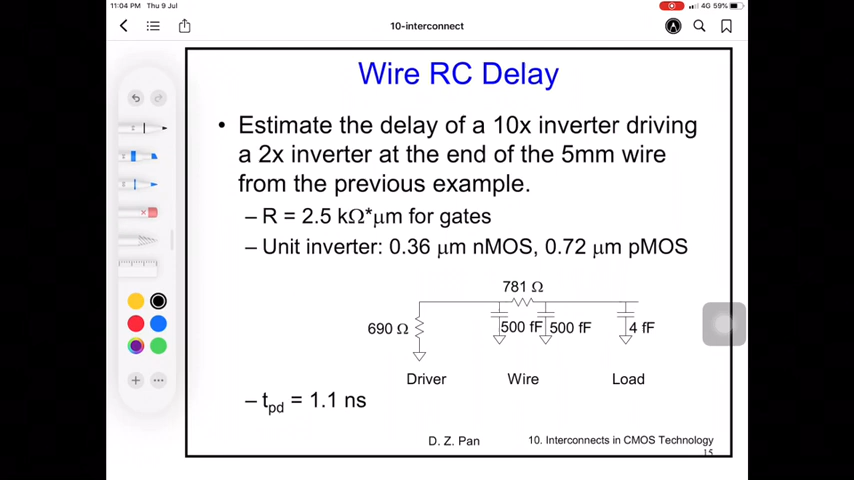 11:04 PM Thu 9 Jul
4G 59%
10-interconnect
Wire RC Delay
• Estimate the delay of a 10x inverter driving
a 2x inverter at the end of the 5mm wire
from the previous example.
– R = 2.5 kΩ*μm for gates
– Unit inverter: 0.36 μm nMOS, 0.72 μm pMOS
781 Ω
690 Ω
500 fF 500 fF
4 fF
Driver Wire Load
– tpd = 1.1 ns
D. Z. Pan 10. Interconnects in CMOS Technology
15